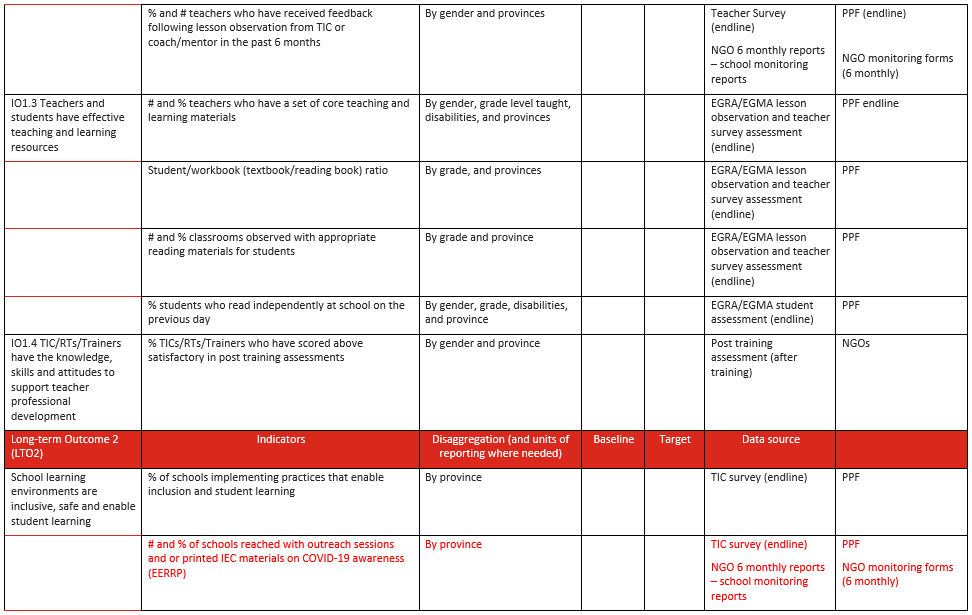 % and # teachers who have received feedback
following lesson observation from TIC or
coach/mentor in the past 6 months
By gender and provinces
Teacher Survey
(endline)
NGO 6 monthly reports
– school monitoring
reports
PPF (endline)
NGO monitoring forms
(6 monthly)
IO1.3 Teachers and
students have effective
teaching and learning
resources
# and % teachers who have a set of core teaching and
learning materials
By gender, grade level taught,
disabilities, and provinces
EGRA/EGMA lesson
observation and teacher
survey assessment
(endline)
PPF endline
Student/workbook (textbook/reading book) ratio
By grade, and provinces
EGRA/EGMA lesson
observation and teacher
survey assessment
(endline)
PPF
# and % classrooms observed with appropriate
reading materials for students
By grade and province
EGRA/EGMA lesson
observation and teacher
survey assessment
(endline)
PPF
% students who read independently at school on the
previous day
By gender, grade, disabilities,
and province
EGRA/EGMA student
assessment (endline)
PPF
IO1.4 TIC/RTs/Trainers
have the knowledge,
skills and attitudes to
support teacher
professional
development
% TICs/RTs/Trainers who have scored above
satisfactory in post training assessments
By gender and province
Post training
assessment (after
training)
NGOs
Long-term Outcome 2
(LTO2)
Indicators
Disaggregation (and units of
reporting where needed)
Baseline
Target
Data source
School learning
environments are
inclusive, safe and enable
student learning
% of schools implementing practices that enable
inclusion and student learning
By province
TIC survey (endline)
PPF
# and % of schools reached with outreach sessions
and or printed IEC materials on COVID-19 awareness
(EERRP)
By province
TIC survey (endline)
NGO 6 monthly reports
– school monitoring
reports
PPF
NGO monitoring forms
(6 monthly)